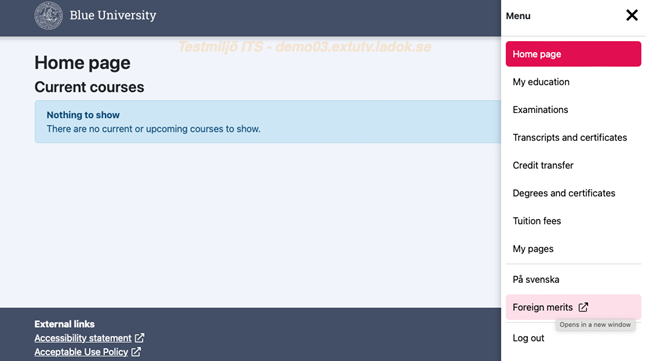 Blue University
Menu
Testmiljö ITS - demo03.extutv.ladok.se
Home page
Current courses
Nothing to show
There are no current or upcoming courses to show.
Home page
My education
Examinations
Transcripts and certificates
Credit transfer
Degrees and certificates
Tuition fees
My pages
På svenska
Foreign merits
Opens in a new window
Log out
External links
Accessibility statement
Acceptable Use Policy